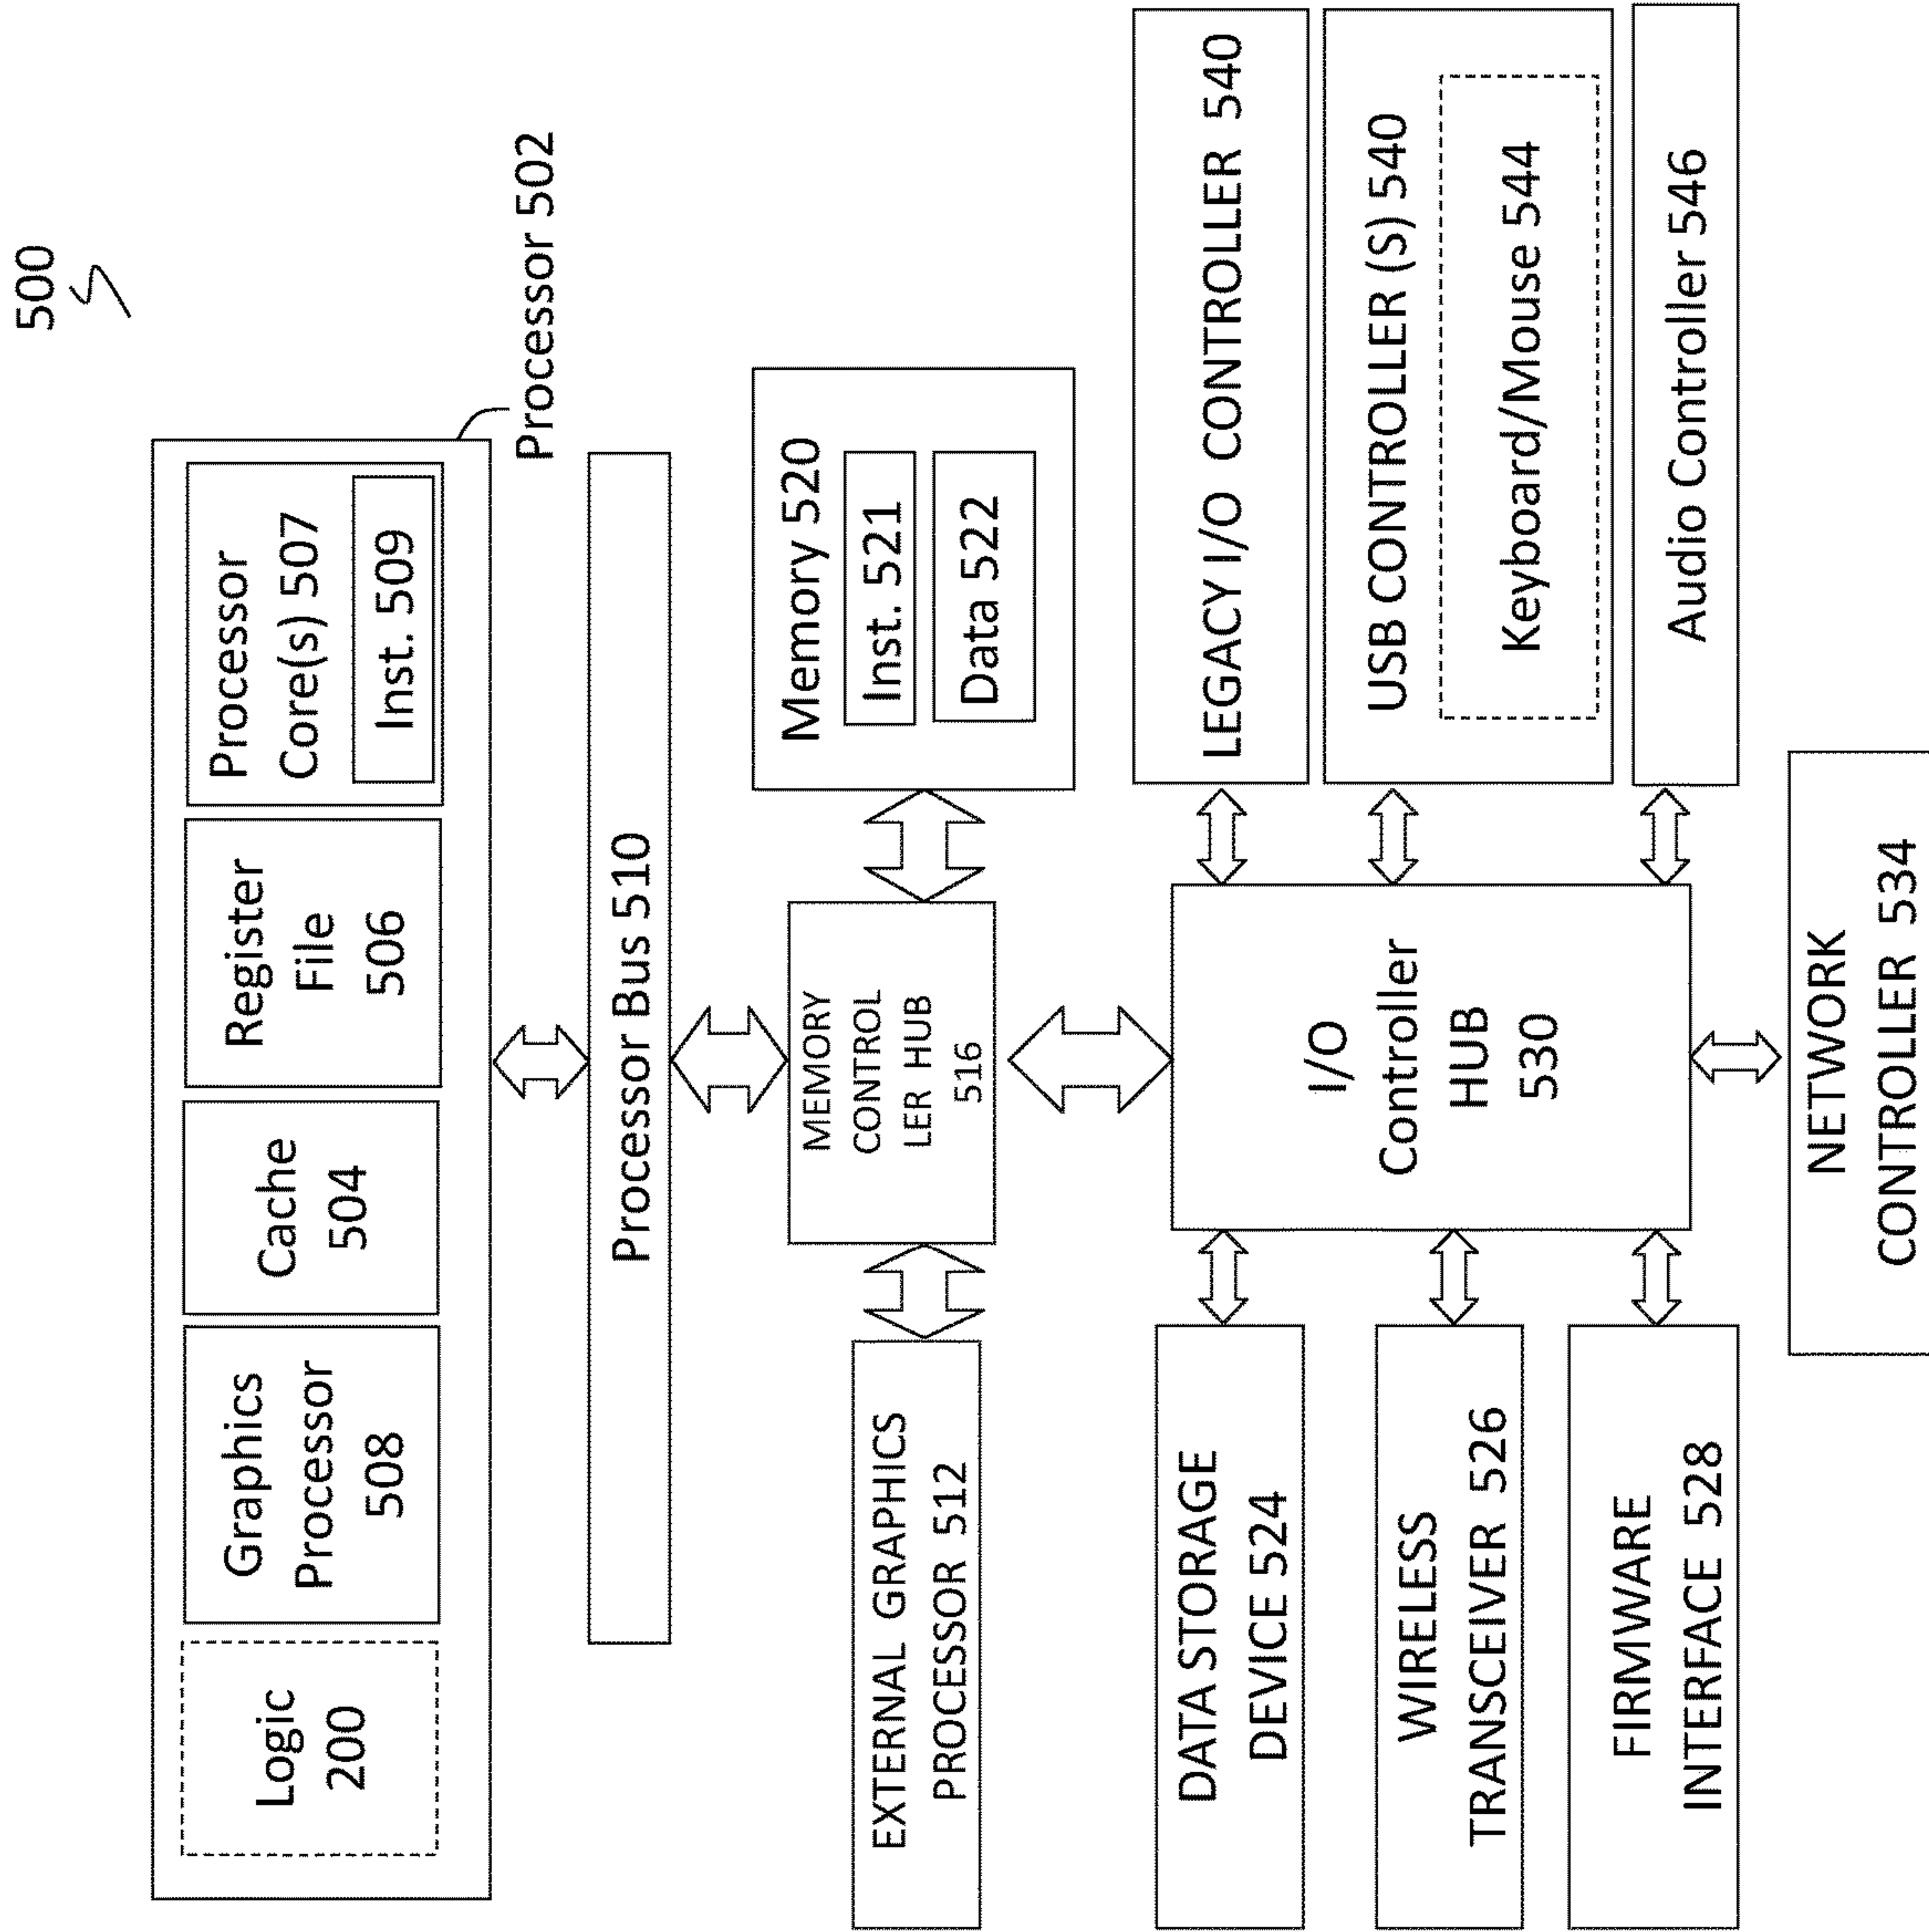 500
Logic
200
Graphics
Processor
508
Cache
504
Register
File
506
Processor
Core(s) 507
Inst. 509
Processor 502
Processor Bus 510
EXTERNAL GRAPHICS
PROCESSOR 512
MEMORY
CONTROL
LER HUB
516
Memory 520
Inst. 521
Data 522
DATA STORAGE
DEVICE 524
WIRELESS
TRANSCEIVER 526
FIRMWARE
INTERFACE 528
I/O
Controller
HUB
530
LEGACY I/O CONTROLLER 540
USB CONTROLLER (S) 540
Keyboard/Mouse 544
Audio Controller 546
NETWORK
CONTROLLER 534